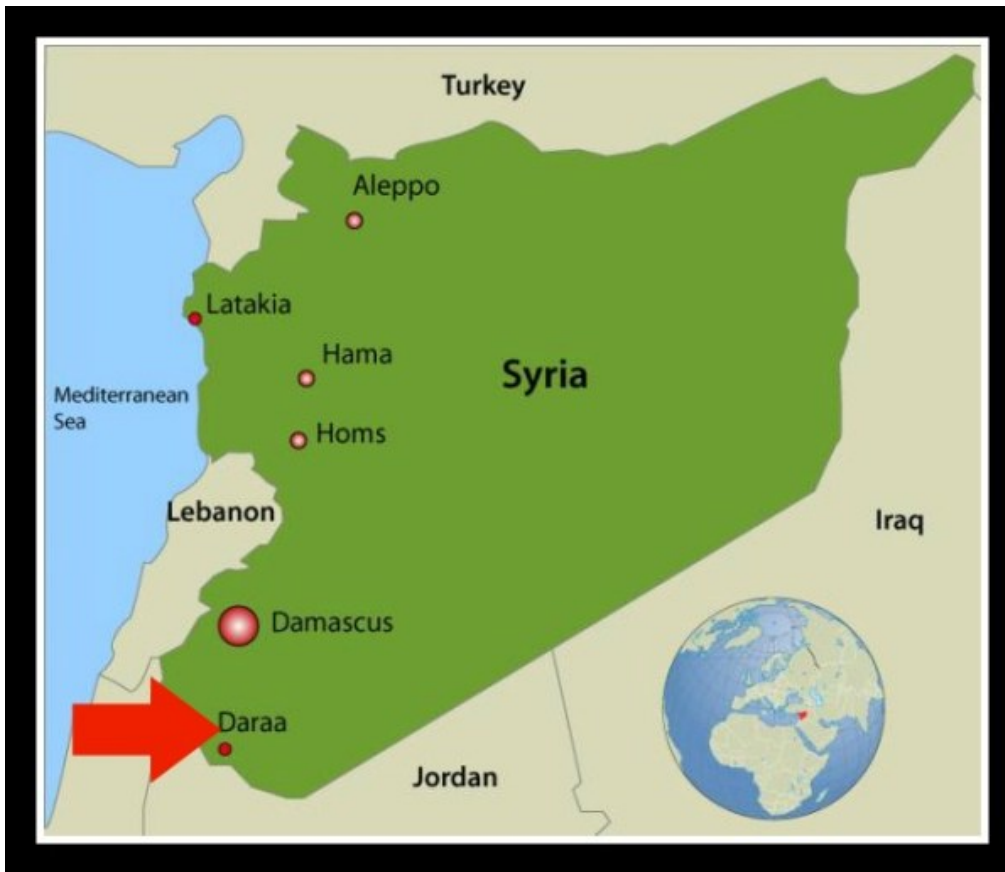 Turkey
Aleppo
Latakia
Hama
Syria
Mediterranean
Sea
Homs
Lebanon
Iraq
Damascus
Daraa
Jordan